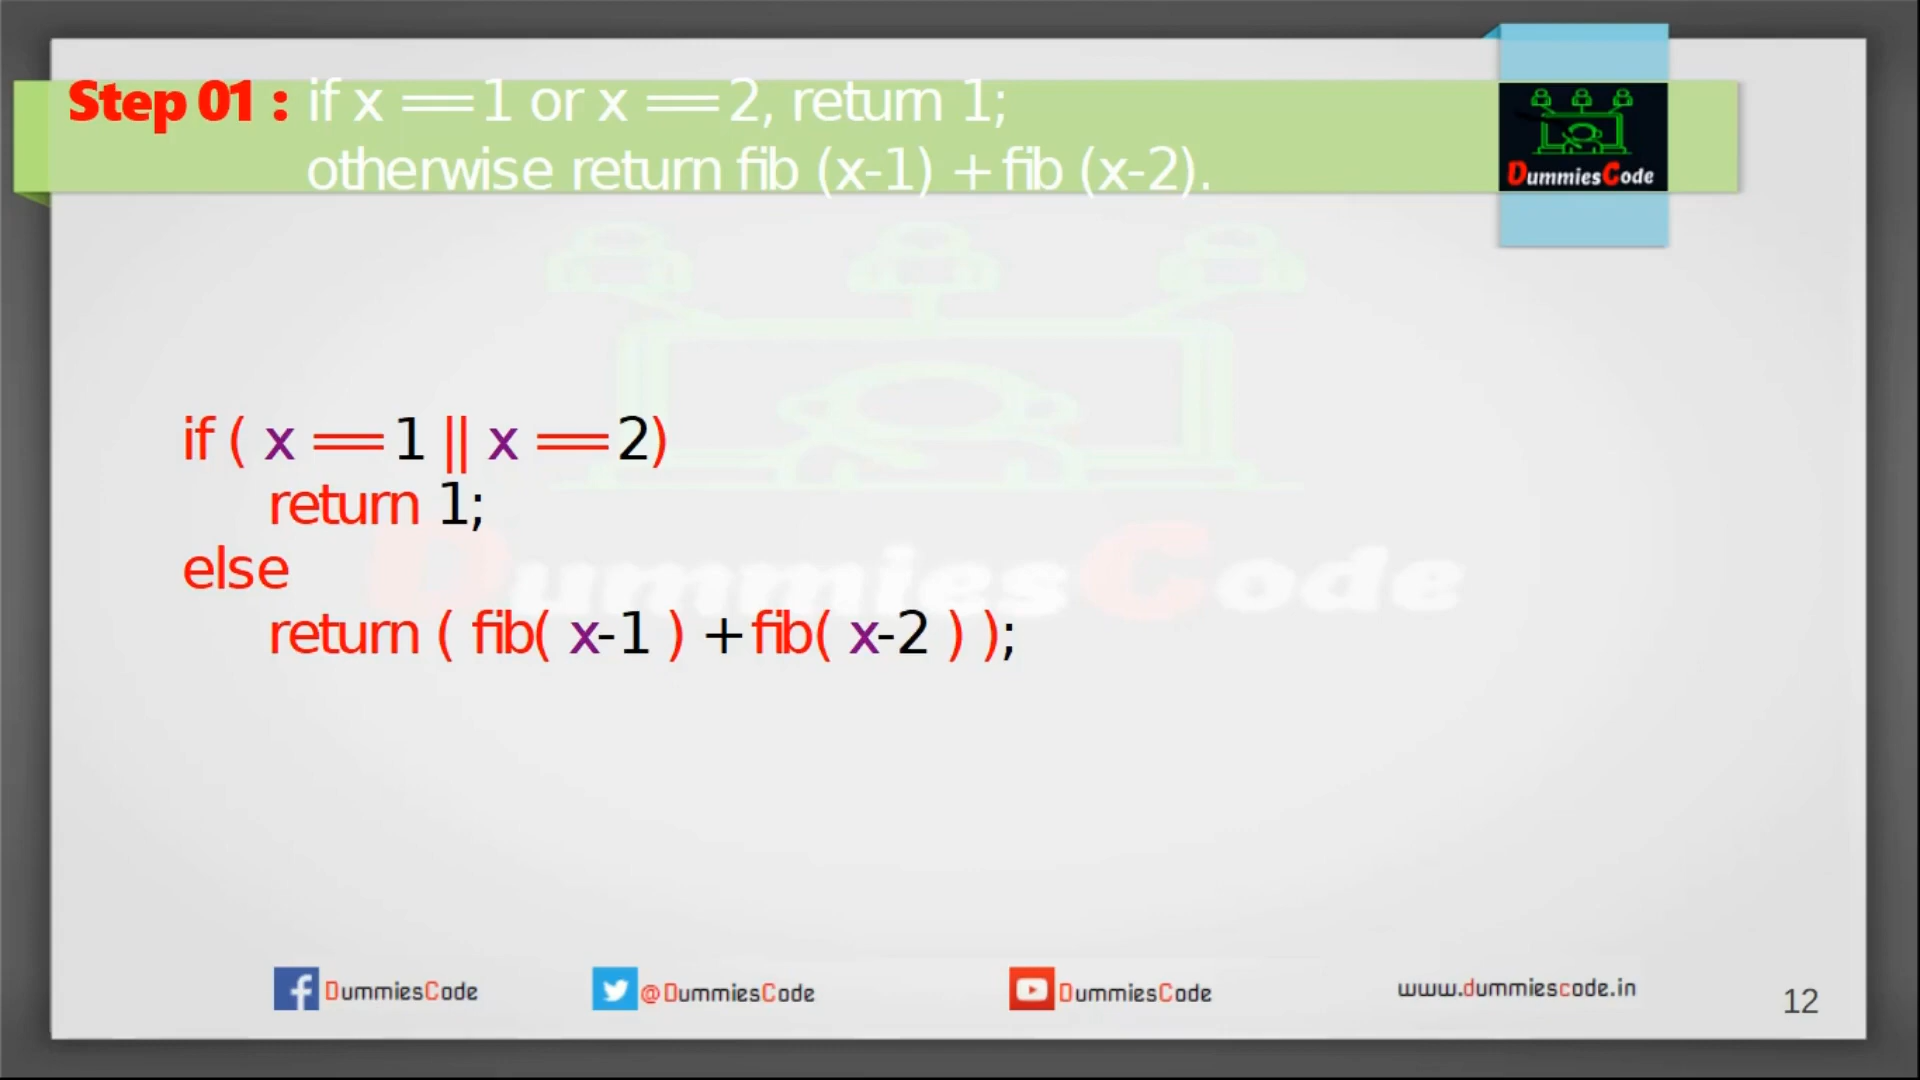 Step 01 : if x == 1 or x == 2, return 1;
otherwise return fib (x-1) + fib (x-2).
DummiesCode
if ( x == 1 || x == 2)
return 1;
else
return ( fib( x-1 ) + fib( x-2 ) );
DummiesCode
DummiesCode
@DummiesCode
DummiesCode
www.dummiescode.in
12